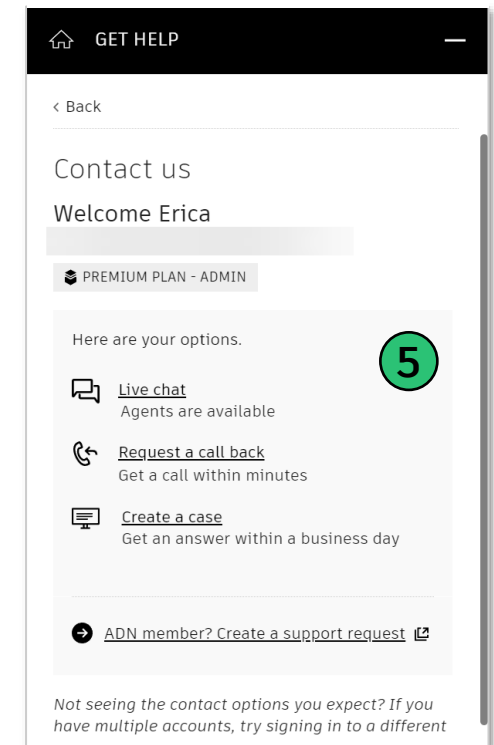 GET HELP
< Back
Contact us
Welcome Erica
PREMIUM PLAN - ADMIN
Here are your options.
5
Live chat
Agents are available
Request a call back
Get a call within minutes
Create a case
Get an answer within a business day
ADN member? Create a support request
Not seeing the contact options you expect? If you
have multiple accounts, try signing in to a different